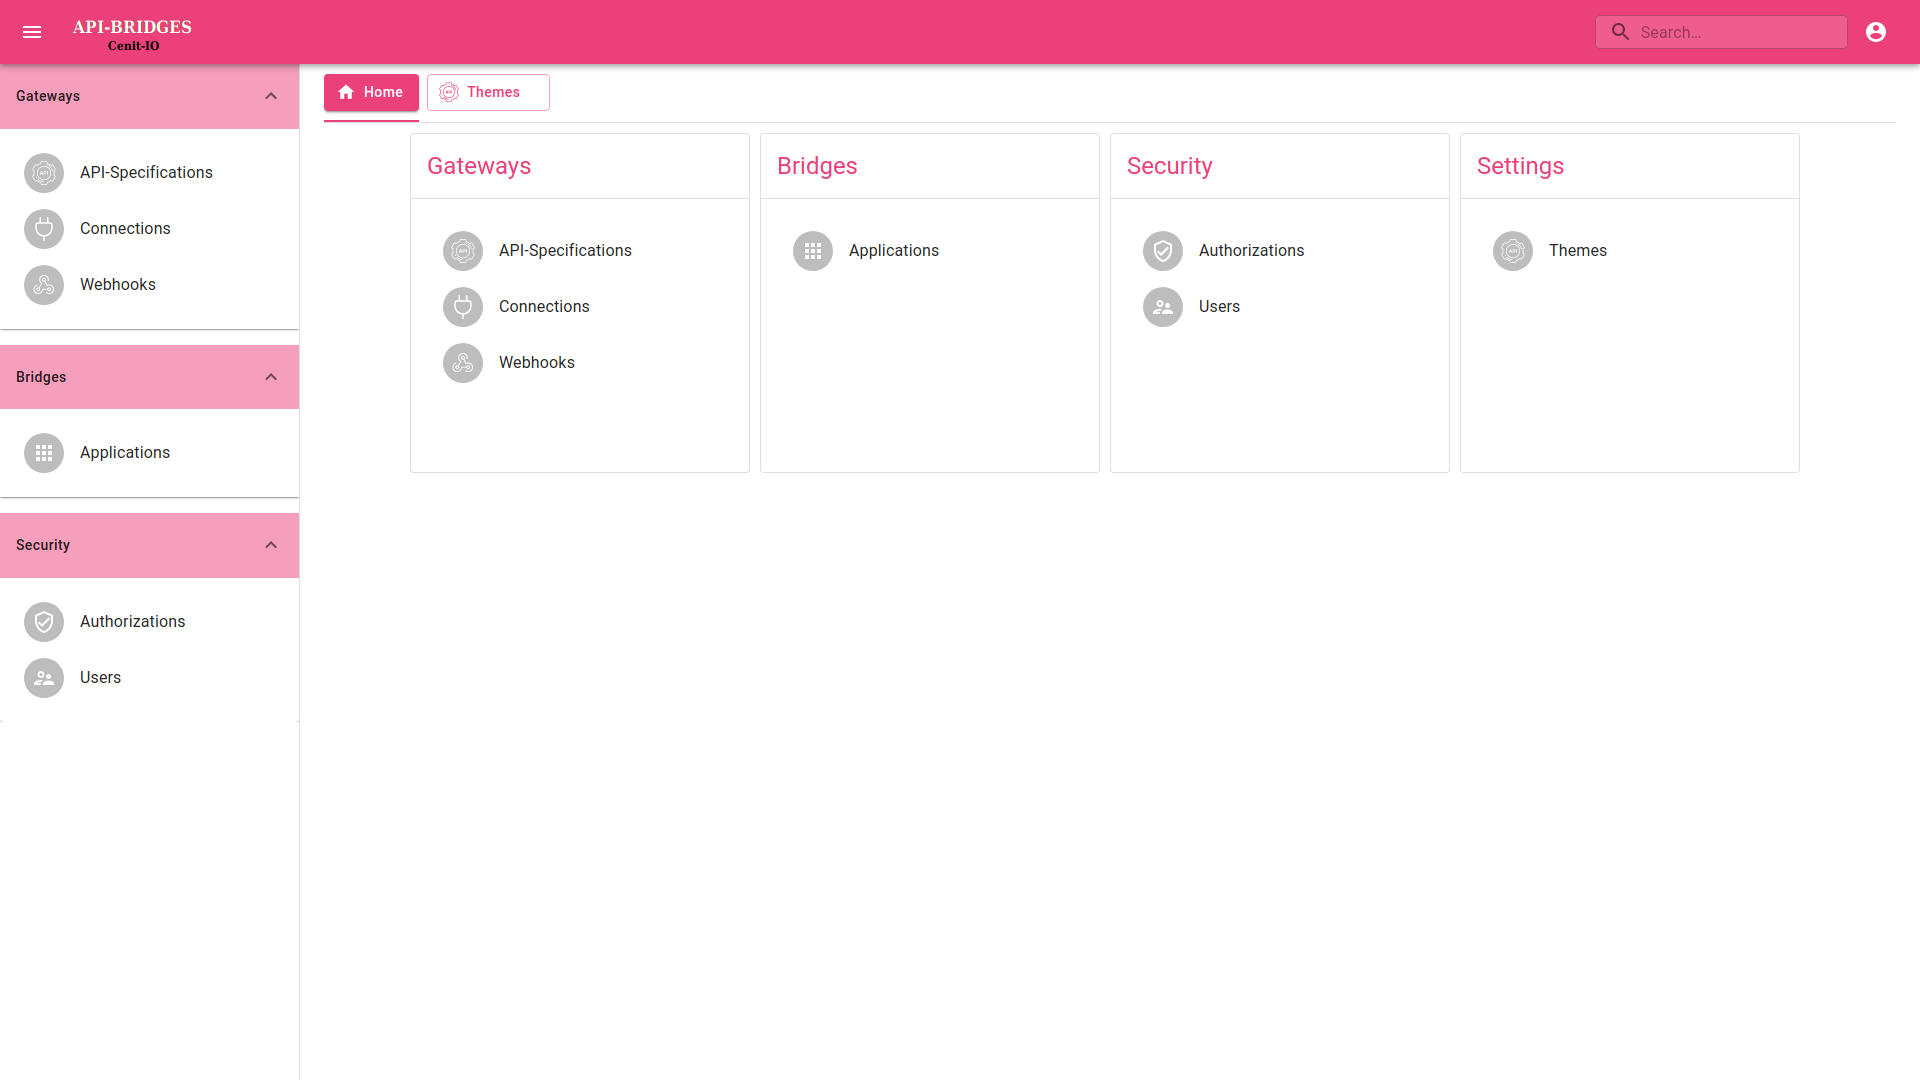 API-BRIDGES
Cenit-IO
Search...
Gateways
API-Specifications
Connections
Webhooks
Bridges
Applications
Security
Authorizations
Users
Home
Themes
Gateways
API-Specifications
Connections
Webhooks
Bridges
Applications
Security
Authorizations
Users
Settings
Themes